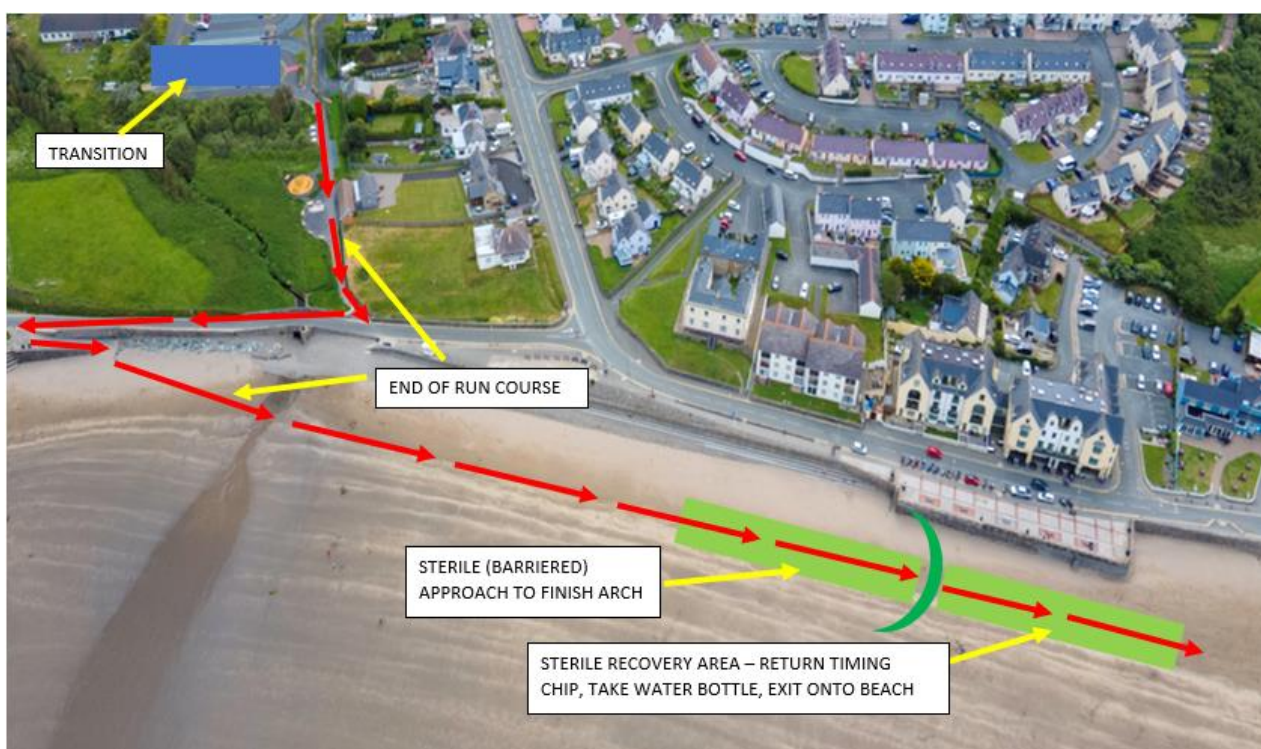 TRANSITION
END OF RUN COURSE
STERILE (BARRIERED)
APPROACH TO FINISH ARCH
STERILE RECOVERY AREA – RETURN TIMING
CHIP, TAKE WATER BOTTLE, EXIT ONTO BEACH